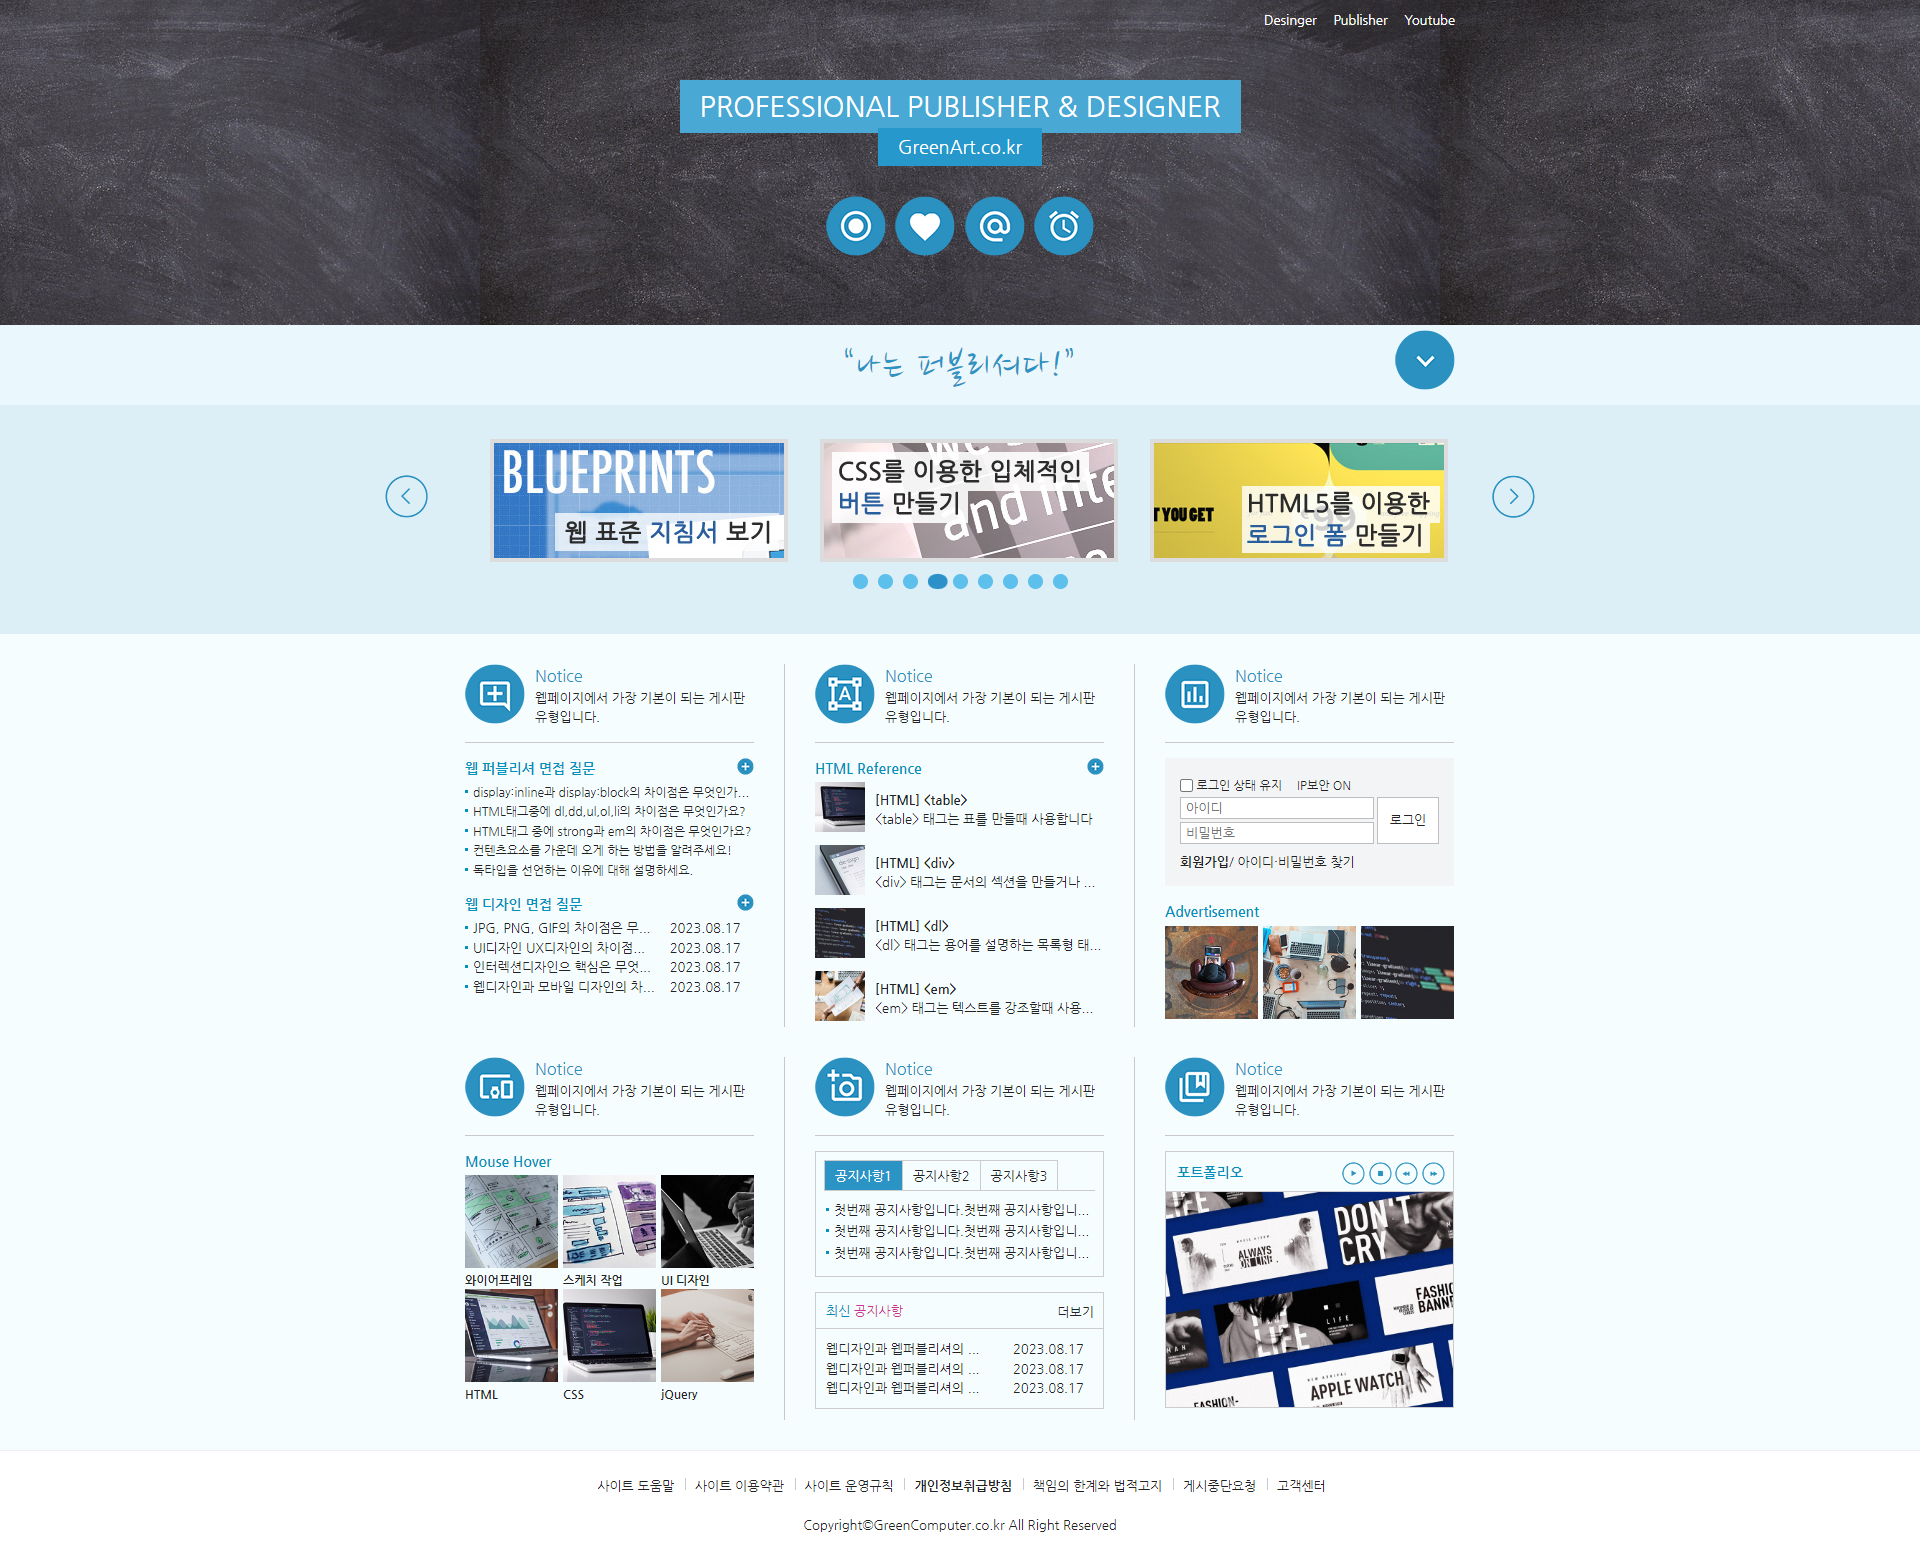 Desinger Publisher Youtube
PROFESSIONAL PUBLISHER & DESIGNER
GreenArt.co.kr
“나는 퍼블리셔다!”
BLUEPRINTS
웹 표준 지침서 보기
CSS를 이용한 입체적인
버튼 만들기
T YOU GET
HTML5를 이용한
로그인 폼 만들기
Notice
웹페이지에서 가장 기본이 되는 게시판
유형입니다.
웹 퍼블리셔 면접 질문
display:inline과 display:block의 차이점은 무엇인가...
HTML태그중에 dl,dd,ul,ol,li의 차이점은 무엇인가요?
HTML태그 중에 strong과 em의 차이점은 무엇인가요?
컨텐츠요소를 가운데 오게 하는 방법을 알려주세요!
독타입을 선언하는 이유에 대해 설명하세요.
웹 디자인 면접 질문
JPG, PNG, GIF의 차이점은 무... 2023.08.17
UI디자인 UX디자인의 차이점... 2023.08.17
인터렉션디자인으 핵심은 무엇... 2023.08.17
웹디자인과 모바일 디자인의 차... 2023.08.17
Notice
웹페이지에서 가장 기본이 되는 게시판
유형입니다.
HTML Reference
[HTML] <table>
<table> 태그는 표를 만들때 사용합니다
[HTML] <div>
<div> 태그는 문서의 섹션을 만들거나 ...
[HTML] <dl>
<dl> 태그는 용어를 설명하는 목록형 태...
[HTML] <em>
<em> 태그는 텍스트를 강조할때 사용...
Notice
웹페이지에서 가장 기본이 되는 게시판
유형입니다.
로그인 상태 유지 IP보안 ON
아이디
비밀번호
로그인
회원가입/ 아이디·비밀번호 찾기
Advertisement
Notice
웹페이지에서 가장 기본이 되는 게시판
유형입니다.
Mouse Hover
와이어프레임 스케치 작업 UI 디자인
HTML CSS jQuery
Notice
웹페이지에서 가장 기본이 되는 게시판
유형입니다.
공지사항1 공지사항2 공지사항3
첫번째 공지사항입니다.첫번째 공지사항입니...
첫번째 공지사항입니다.첫번째 공지사항입니...
첫번째 공지사항입니다.첫번째 공지사항입니...
최신 공지사항 더보기
웹디자인과 웹퍼블리셔의 ... 2023.08.17
웹디자인과 웹퍼블리셔의 ... 2023.08.17
웹디자인과 웹퍼블리셔의 ... 2023.08.17
Notice
웹페이지에서 가장 기본이 되는 게시판
유형입니다.
포트폴리오
DON'T
CRY
ALWAYS
ON LINE.
FASHION
BANNE
LIFE
LIFE
APPLE WATCH
FASHION-
사이트 도움말 사이트 이용약관 사이트 운영규칙 개인정보취급방침 책임의 한계와 법적고지 게시중단요청 고객센터
Copyright©GreenComputer.co.kr All Right Reserved